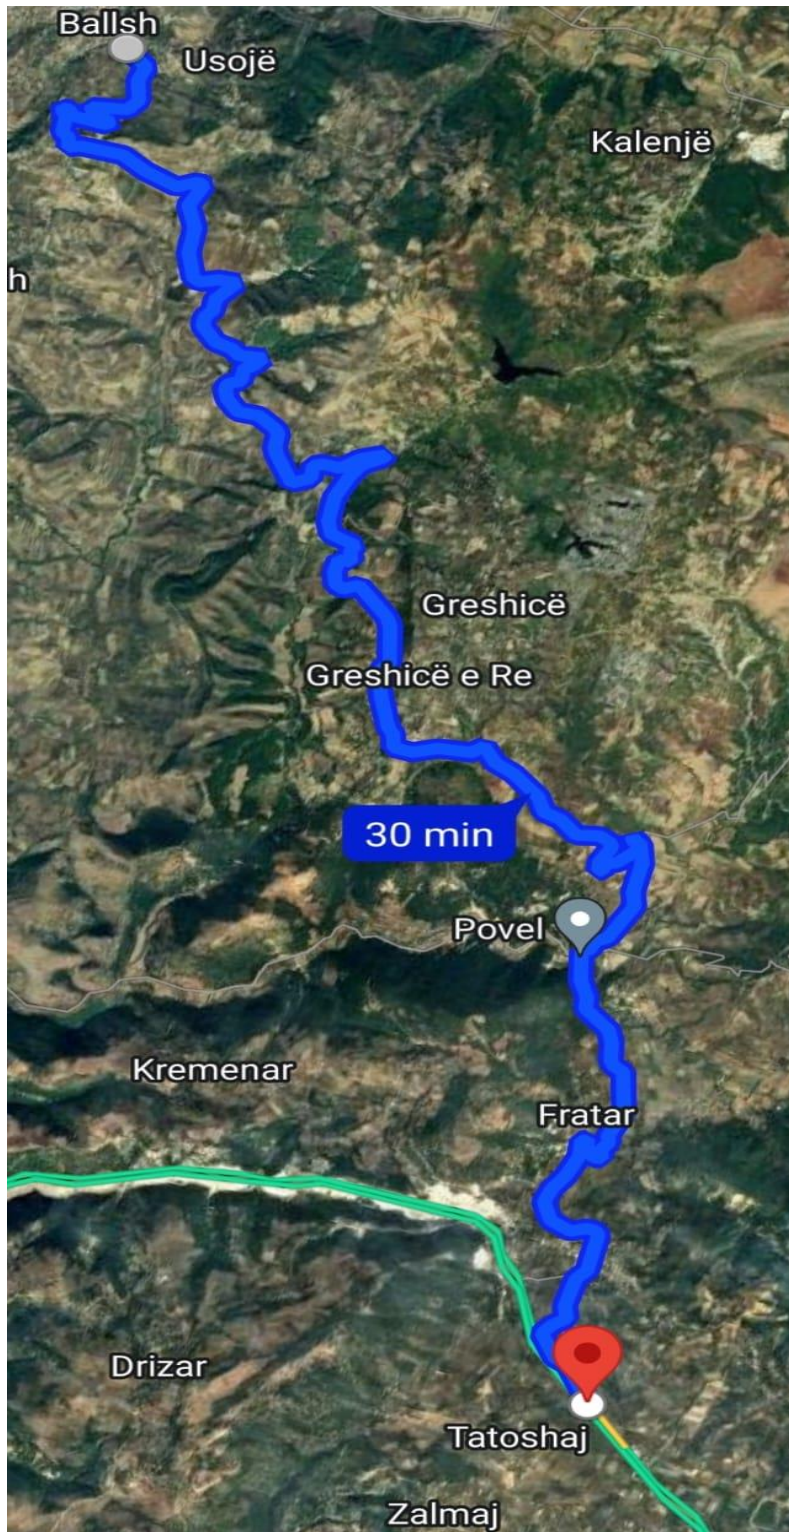 Ballsh
Usojë
Kalenjë
h
Greshicë
Greshicë e Re
30 min
Povel
Kremenar
Fratar
Drizar
Tatoshaj
Zalmaj